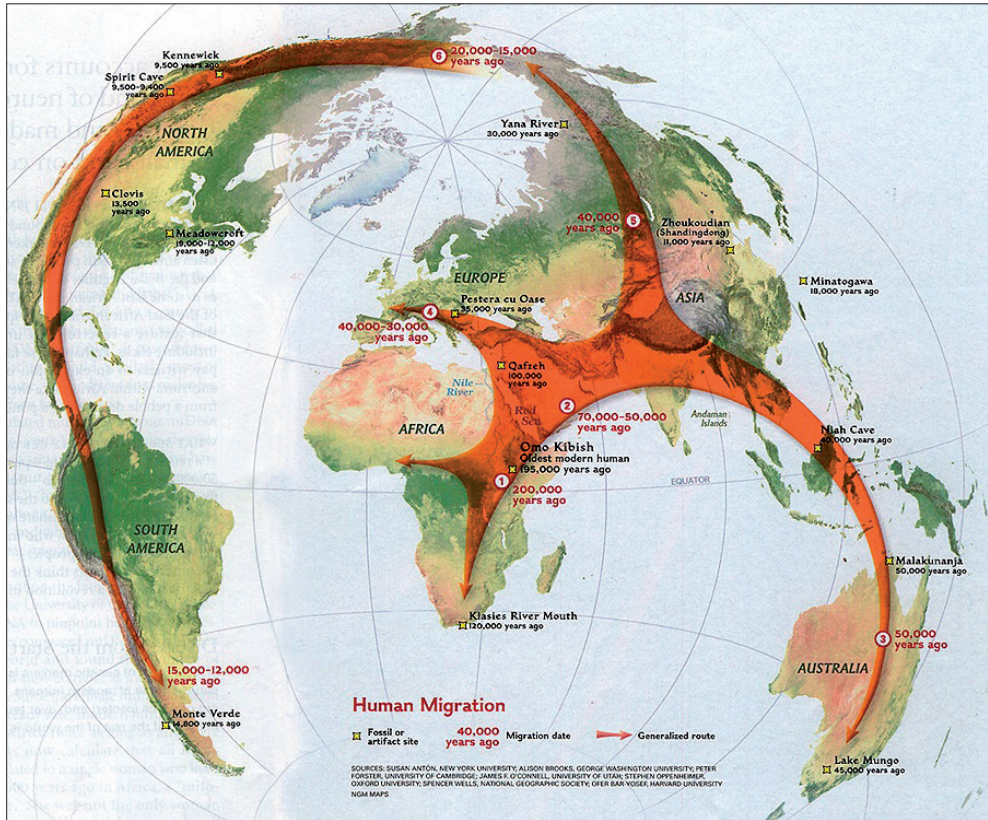 Kennewick
9,500 years ago
Spirit Cave
9,500–9,400
years ago
6
20,000–15,000
years ago
Yana River
30,000 years ago
NORTH
AMERICA
Clovis
13,500
years ago
Meadowcroft
19,000–12,000
years ago
40,000
years ago
5
Zhoukoudian
(Shandingdong)
11,000 years ago
Minatogawa
18,000 years ago
EUROPE
ASIA
Pestera cu Oase
35,000 years ago
4
40,000–30,000
years ago
Qafzeh
100,000
years ago
Nile
River
Red
Sea
2
70,000–50,000
years ago
Andaman
Islands
AFRICA
Niah Cave
40,000 years ago
Omo Kibish
Oldest modern human
195,000 years ago
1
200,000
years ago
EQUATOR
SOUTH
AMERICA
Malakunanja
50,000 years ago
Klasies River Mouth
120,000 years ago
3
50,000
years ago
AUSTRALIA
15,000–12,000
years ago
Monte Verde
14,800 years ago
Lake Mungo
45,000 years ago
Human Migration
Fossil or
artifact site
40,000
years ago
Migration date
Generalized route
SOURCES: SUSAN ANTÓN, NEW YORK UNIVERSITY; ALISON BROOKS, GEORGE WASHINGTON UNIVERSITY; PETER
FORSTER, UNIVERSITY OF CAMBRIDGE; JAMES F. O'CONNELL, UNIVERSITY OF UTAH; STEPHEN OPPENHEIMER,
OXFORD UNIVERSITY; SPENCER WELLS, NATIONAL GEOGRAPHIC SOCIETY; OFER BAR-YOSEF, HARVARD UNIVERSITY
NGM MAPS